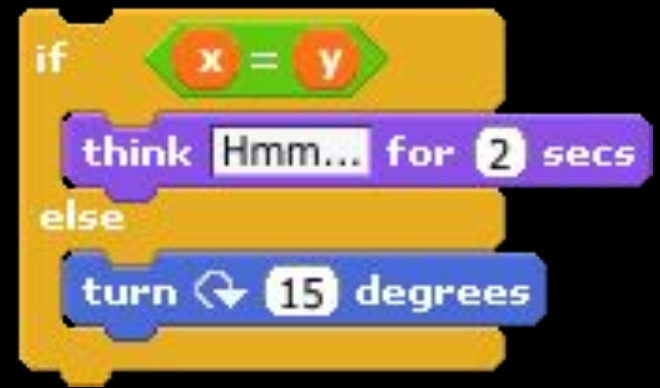 if x = y
think Hmm... for 2 secs
else
turn 15 degrees